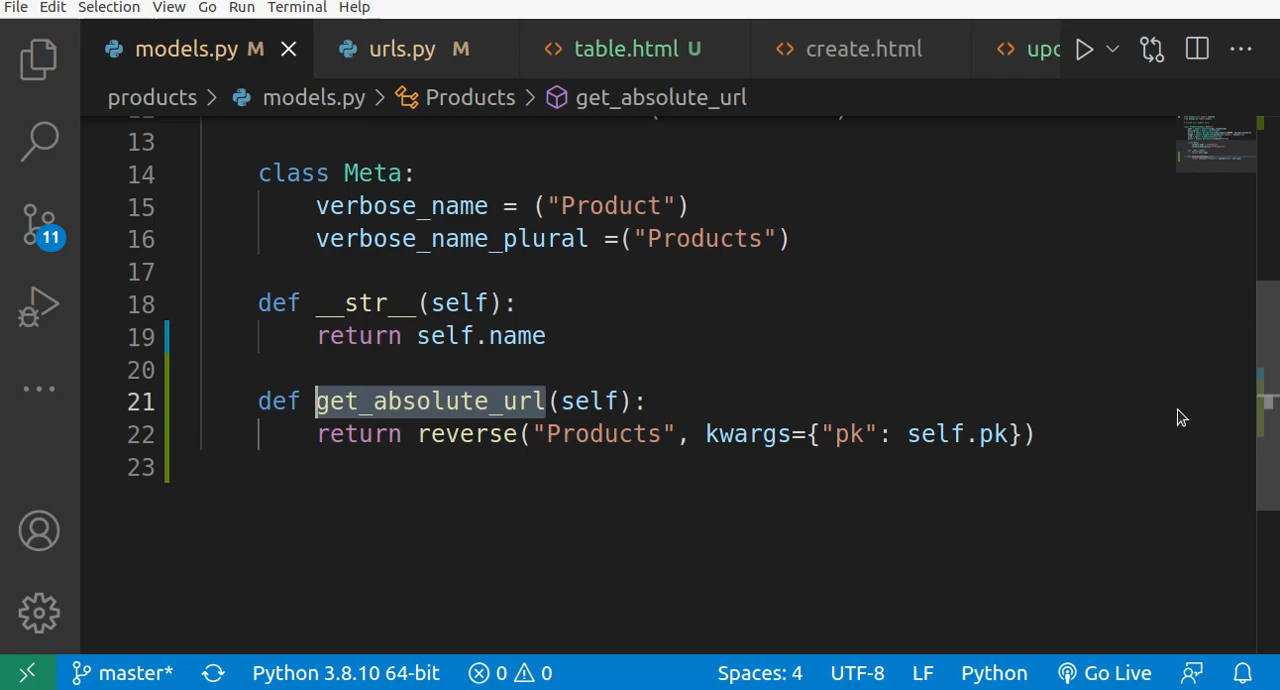 File Edit Selection View Go Run Terminal Help
models.py M urls.py M table.html U create.html
products > models.py > Products > get_absolute_url
13
14 class Meta:
15 verbose_name = ("Product")
16 verbose_name_plural =("Products")
17
18 def __str__(self):
19 return self.name
20
21 def get_absolute_url(self):
22 return reverse("Products", kwargs={"pk": self.pk})
23
11
master* Python 3.8.10 64-bit 0 0 Spaces: 4 UTF-8 LF Python Go Live